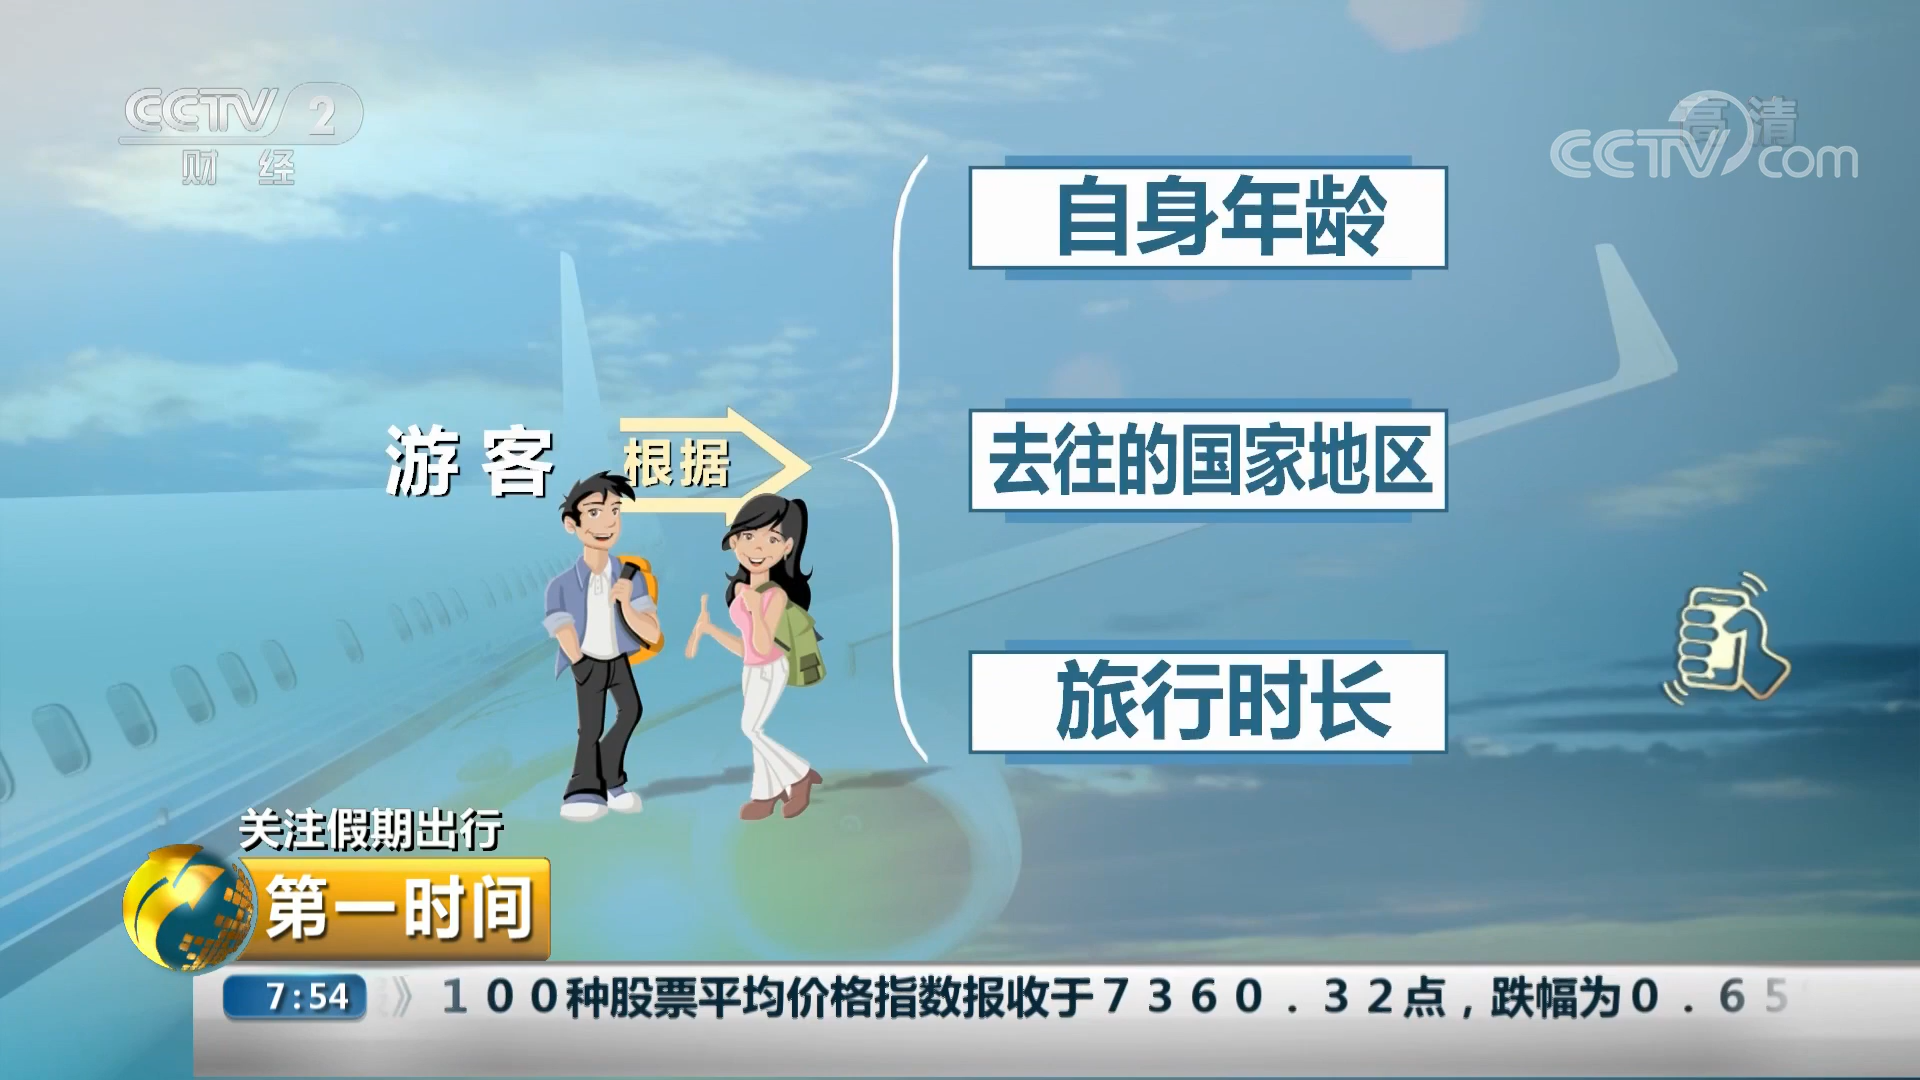 CCTV 2
财 经
高清
CCTV com
自身年龄
游客
根据
去往的国家地区
旅行时长
关注假期出行
第一时间
7:54
》100种股票平均价格指数报收于7360.32点,跌幅为0.65